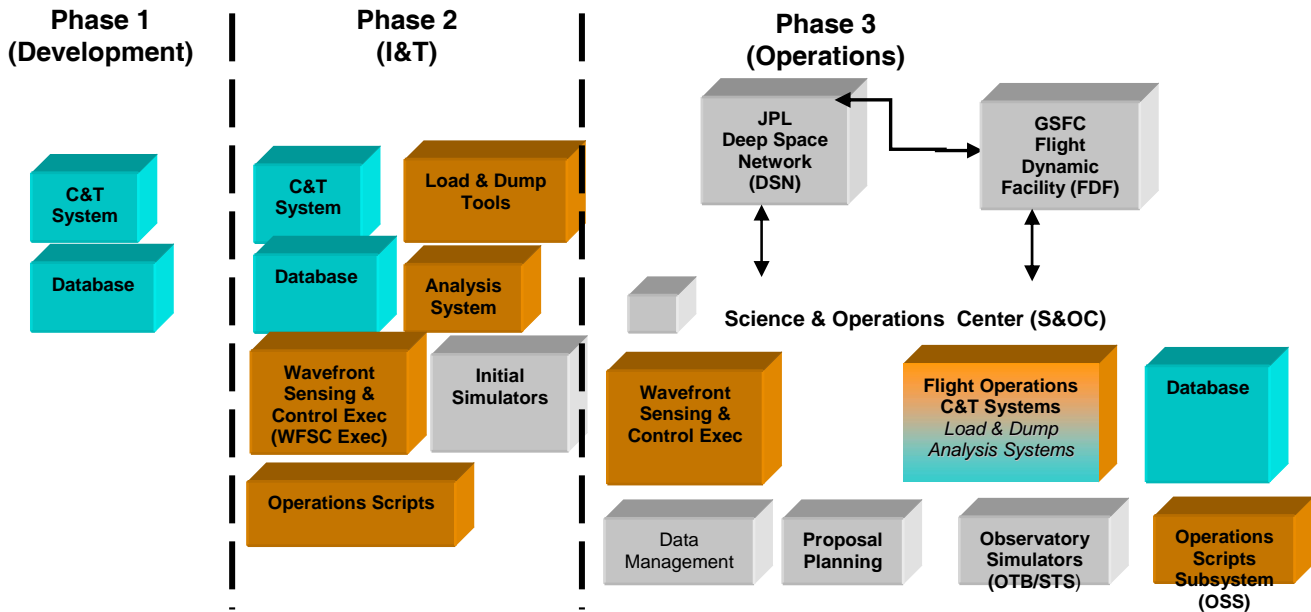 Phase 1
(Development)
Phase 2
(I&T)
Phase 3
(Operations)
C&T
System
Database
C&T
System
Load & Dump
Tools
Database
Analysis
System
Wavefront
Sensing &
Control Exec
(WFSC Exec)
Initial
Simulators
Operations Scripts
JPL
Deep Space
Network
(DSN)
GSFC
Flight
Dynamic
Facility (FDF)
Science & Operations Center (S&OC)
Wavefront
Sensing &
Control Exec
Flight Operations
C&T Systems
Load & Dump
Analysis Systems
Database
Data
Management
Proposal
Planning
Observatory
Simulators
(OTB/STS)
Operations
Scripts
Subsystem
(OSS)